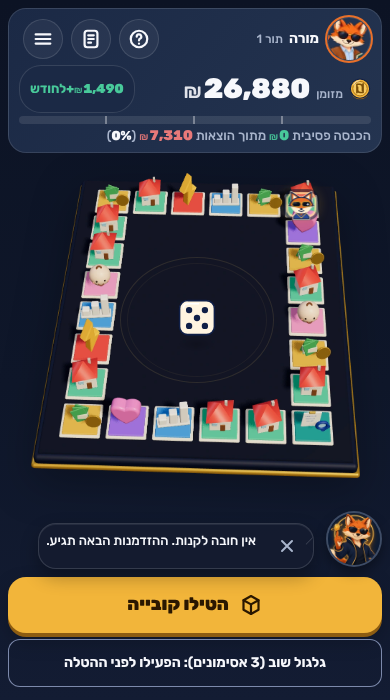 מורה תור 1
מזומן 26,880 ₪
+1,490₪ לחודש
הכנסה פסיבית 0₪ מתוך הוצאות 7,310₪ (0%)
אין חובה לקנות. ההזדמנות הבאה תגיע.
הטילו קובייה
גלגול שוב (3 אסימונים): הפעילו לפני ההטלה